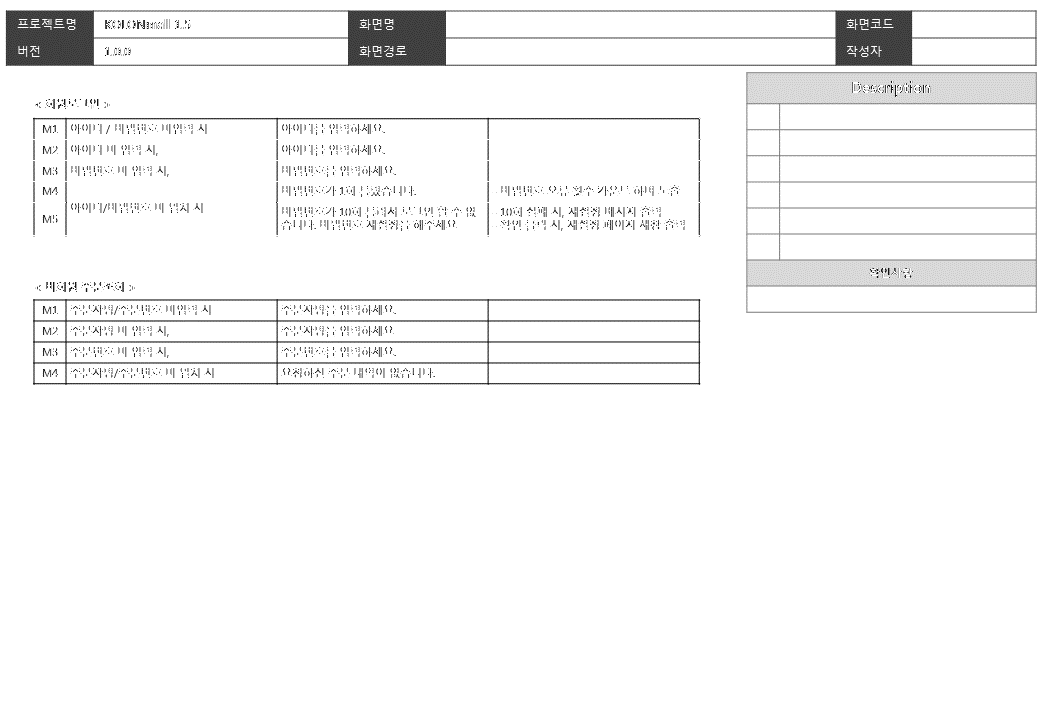 프로젝트명 KOLONmall 3.5 화면명 화면코드
버전 1.0.0 화면경로 작성자
Description
확인사항
< 회원로그인 >
M1 아이디 / 비밀번호 미입력 시 아이디를 입력하세요.
M2 아이디 미 입력 시, 아이디를 입력하세요.
M3 비밀번호 미 입력 시, 비밀번호를 입력하세요.
M4 아이디/비밀번호 미 일치 시 비밀번호가 1회 틀렸습니다. - 비밀번호 오류 횟수 카운트 하며 노출
M5 비밀번호가 10회 틀려서 로그인 할 수 없
습니다. 비밀번호 재설정을 해주세요.
- 10회 실패 시, 재설정 메시지 출력
- 확인 클릭 시, 재설정 페이지 새창 출력
< 비회원 주문조회 >
M1 주문자명/주문번호 미입력 시 주문자명을 입력하세요.
M2 주문자명 미 입력 시, 주문자명을 입력하세요.
M3 주문번호 미 입력 시, 주문번호를 입력하세요.
M4 주문자명/주문번호 미 일치 시 요청하신 주문 내역이 없습니다.